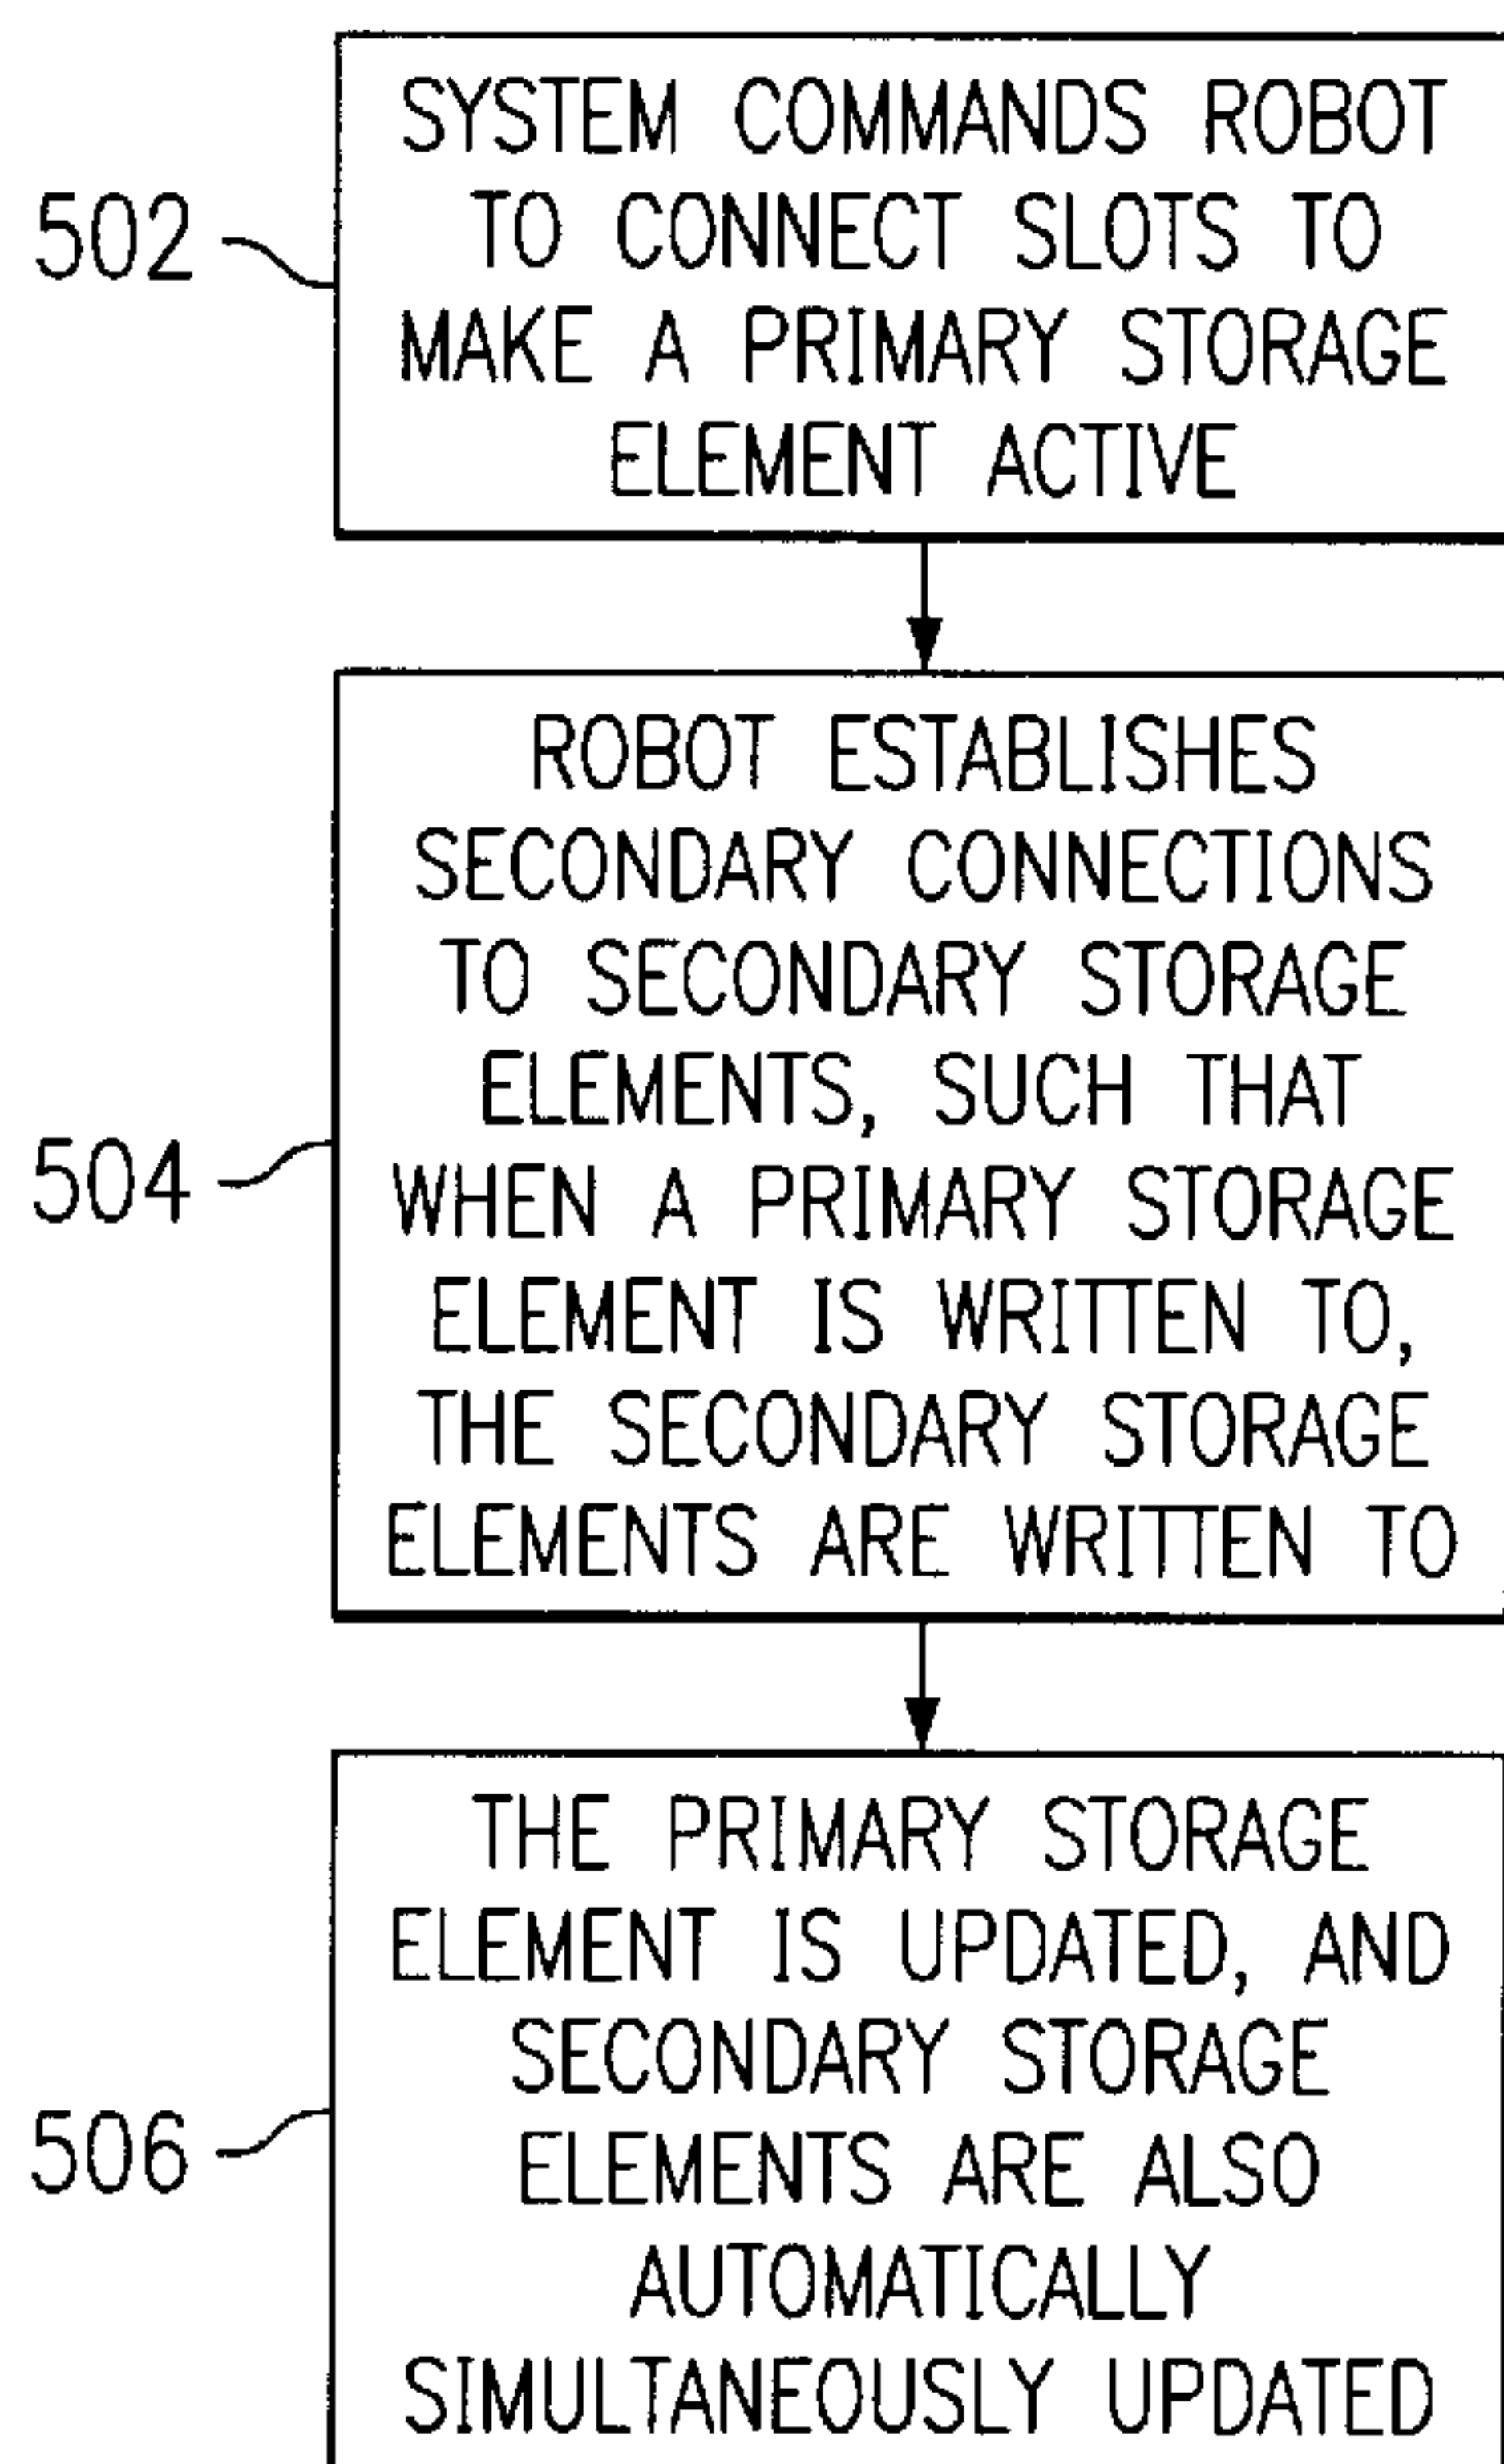 502
SYSTEM COMMANDS ROBOT
TO CONNECT SLOTS TO
MAKE A PRIMARY STORAGE
ELEMENT ACTIVE
504
ROBOT ESTABLISHES
SECONDARY CONNECTIONS
TO SECONDARY STORAGE
ELEMENTS, SUCH THAT
WHEN A PRIMARY STORAGE
ELEMENT IS WRITTEN TO,
THE SECONDARY STORAGE
ELEMENTS ARE WRITTEN TO
506
THE PRIMARY STORAGE
ELEMENT IS UPDATED, AND
SECONDARY STORAGE
ELEMENTS ARE ALSO
AUTOMATICALLY
SIMULTANEOUSLY UPDATED